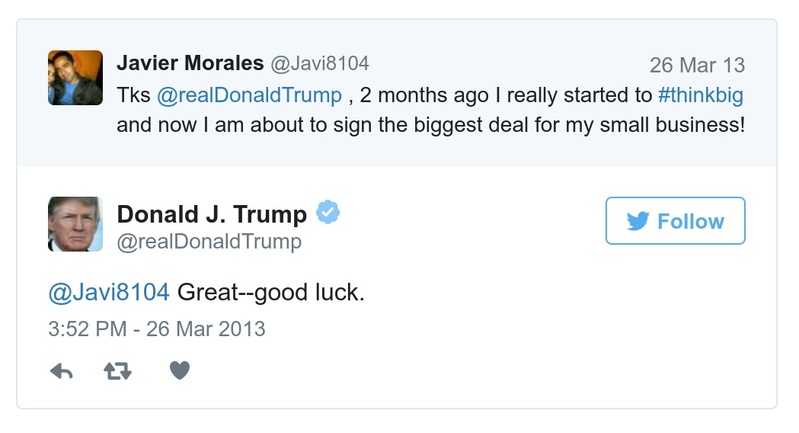 Javier Morales @Javi8104 26 Mar 13
Tks @realDonaldTrump , 2 months ago I really started to #thinkbig
and now I am about to sign the biggest deal for my small business!
Donald J. Trump
@realDonaldTrump
Follow
@Javi8104 Great--good luck.
3:52 PM - 26 Mar 2013